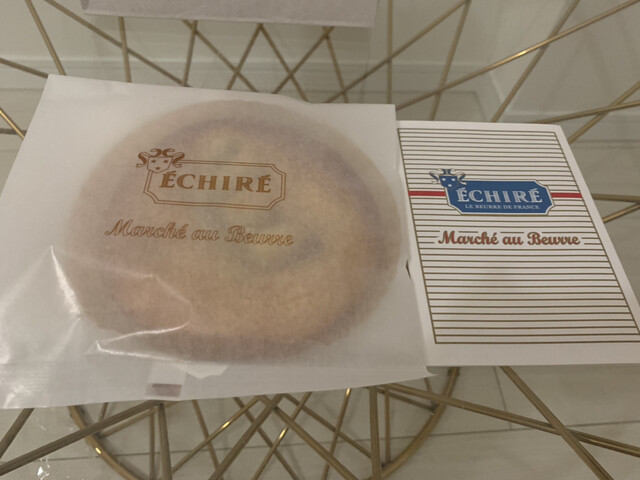 ÉCHIRÉ
Marché au Beurre
ÉCHIRÉ
LE BEURRE DE FRANCE
Marché au Beurre